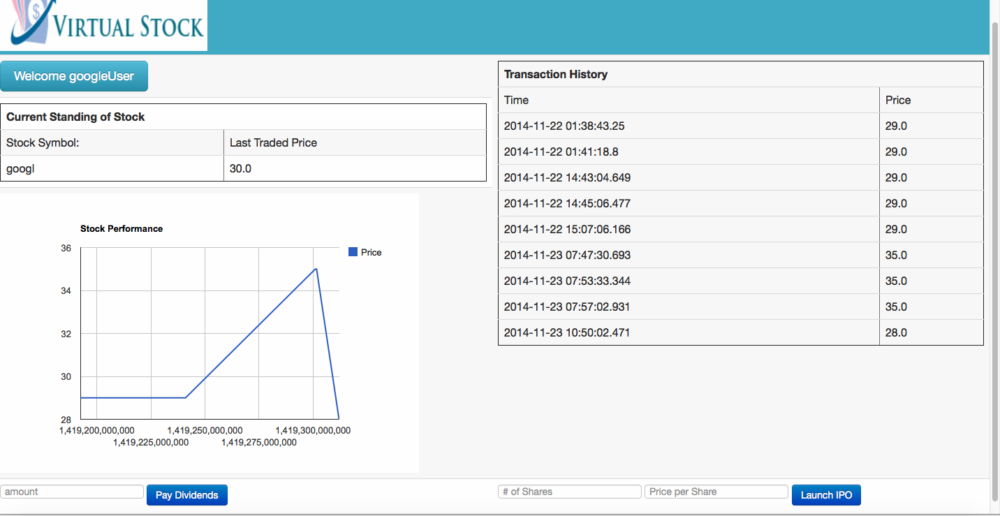 $
VIRTUAL STOCK
Welcome googleUser
Current Standing of Stock
Stock Symbol: Last Traded Price
googl 30.0
Stock Performance
Price
36
34
32
30
28
1,419,200,000,000 1,419,250,000,000 1,419,300,000,000
1,419,225,000,000 1,419,275,000,000
Transaction History
Time Price
2014-11-22 01:38:43.25 29.0
2014-11-22 01:41:18.8 29.0
2014-11-22 14:43:04.649 29.0
2014-11-22 14:45:06.477 29.0
2014-11-22 15:07:06.166 29.0
2014-11-23 07:47:30.693 35.0
2014-11-23 07:53:33.344 35.0
2014-11-23 07:57:02.931 35.0
2014-11-23 10:50:02.471 28.0
amount Pay Dividends
# of Shares Price per Share Launch IPO